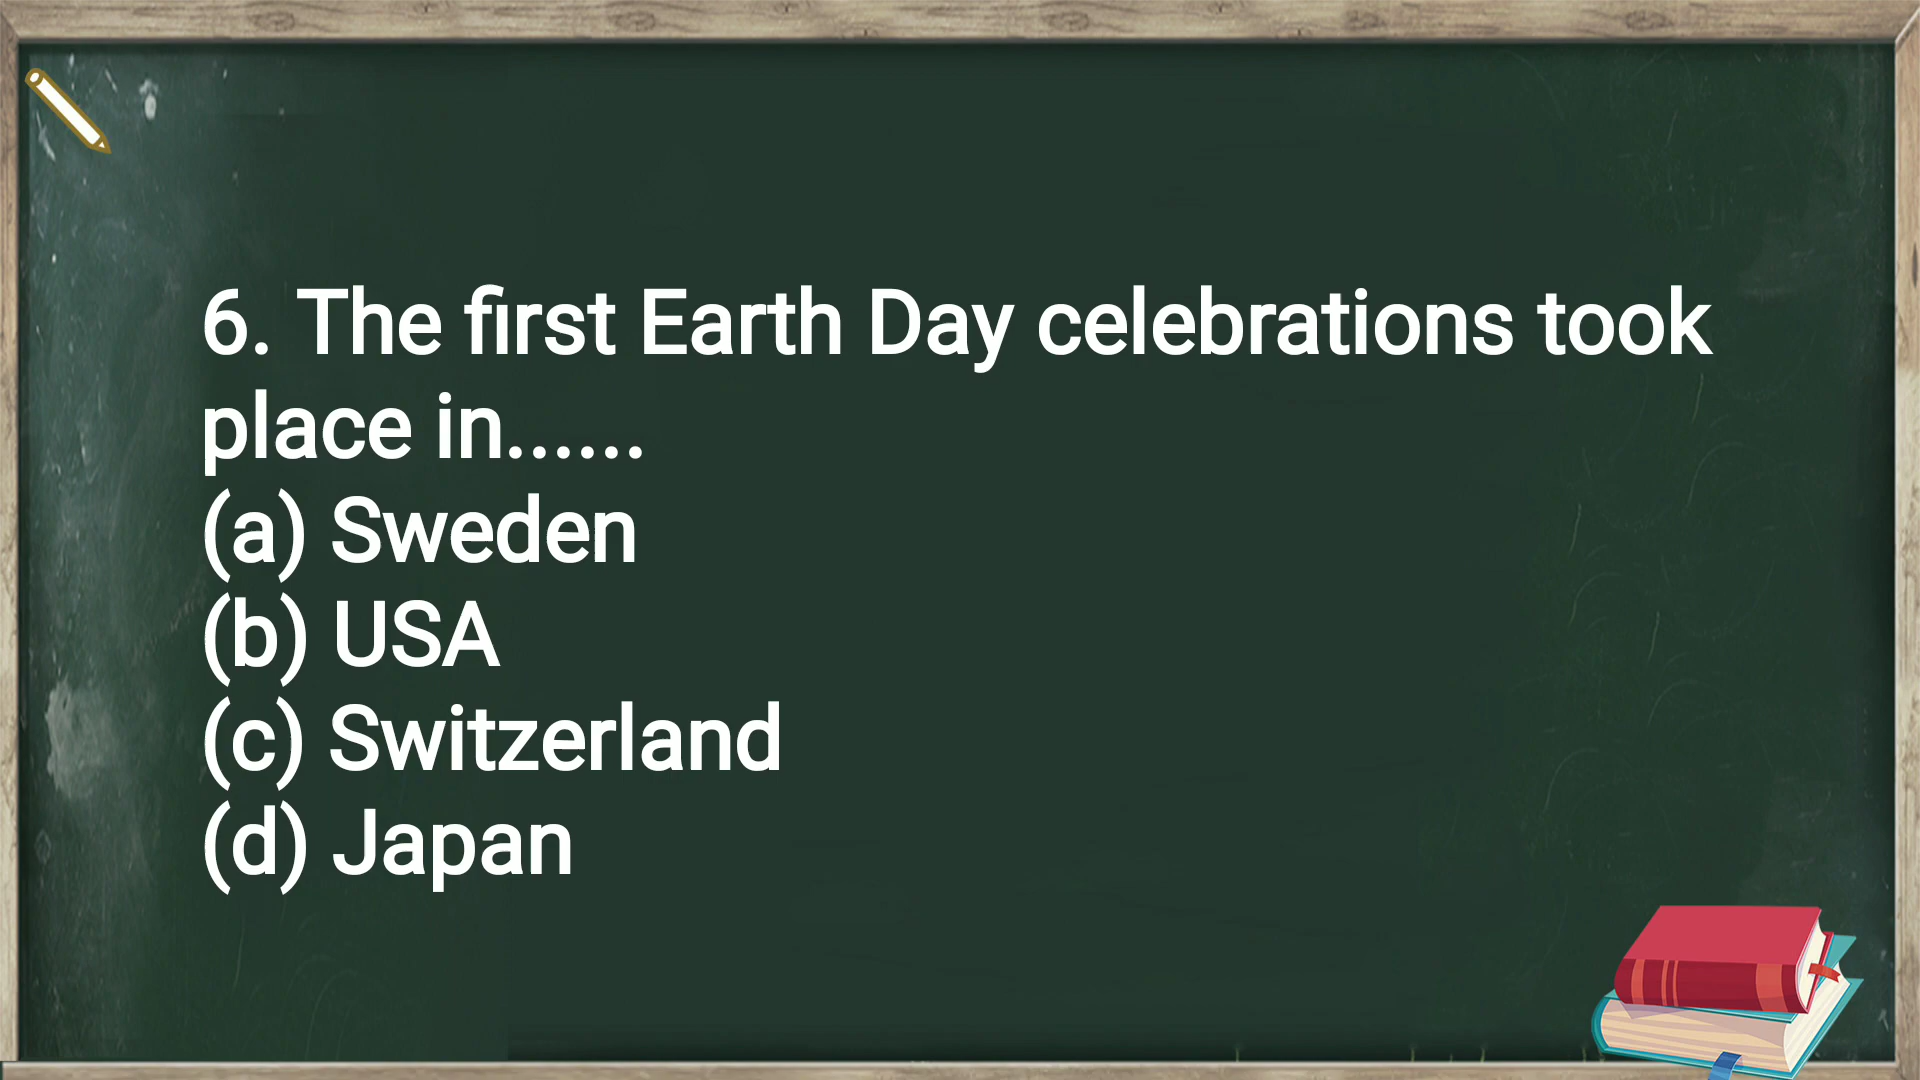 6. The first Earth Day celebrations took
place in......
(a) Sweden
(b) USA
(c) Switzerland
(d) Japan